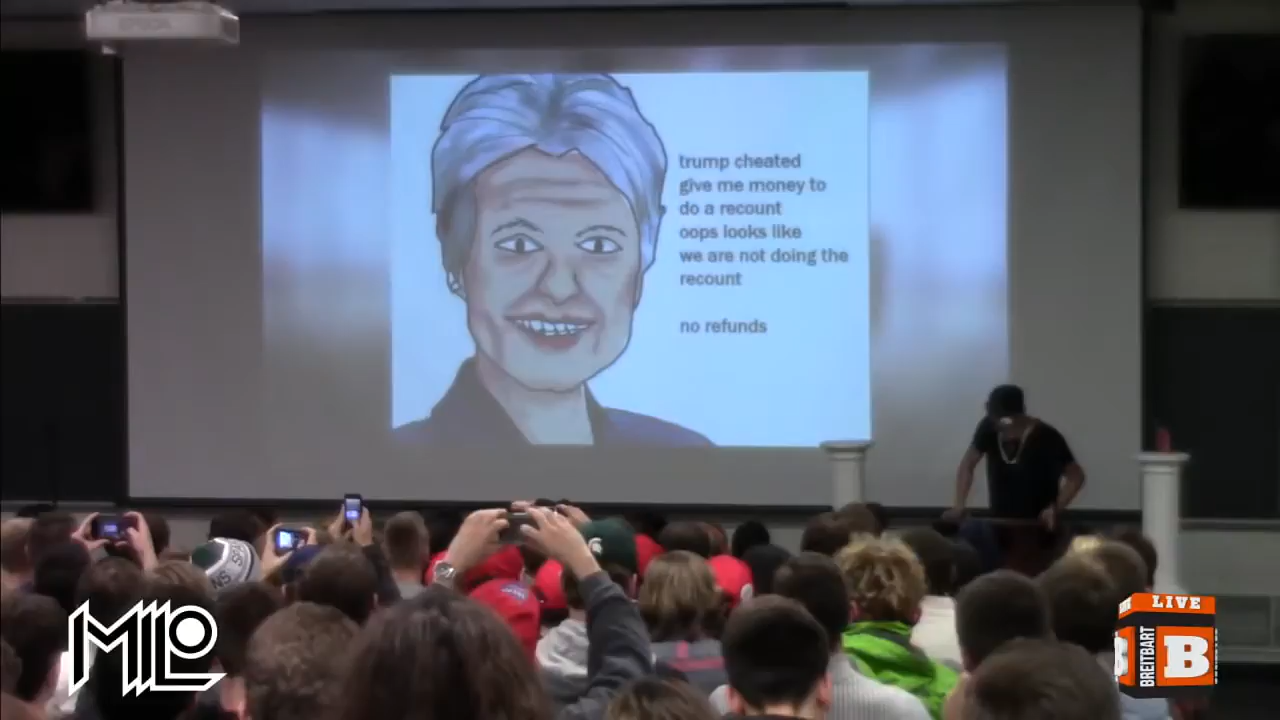 trump cheated
give me money to
do a recount
oops looks like
we are not doing the
recount
no refunds
MILO
LIVE
BREITBART
B